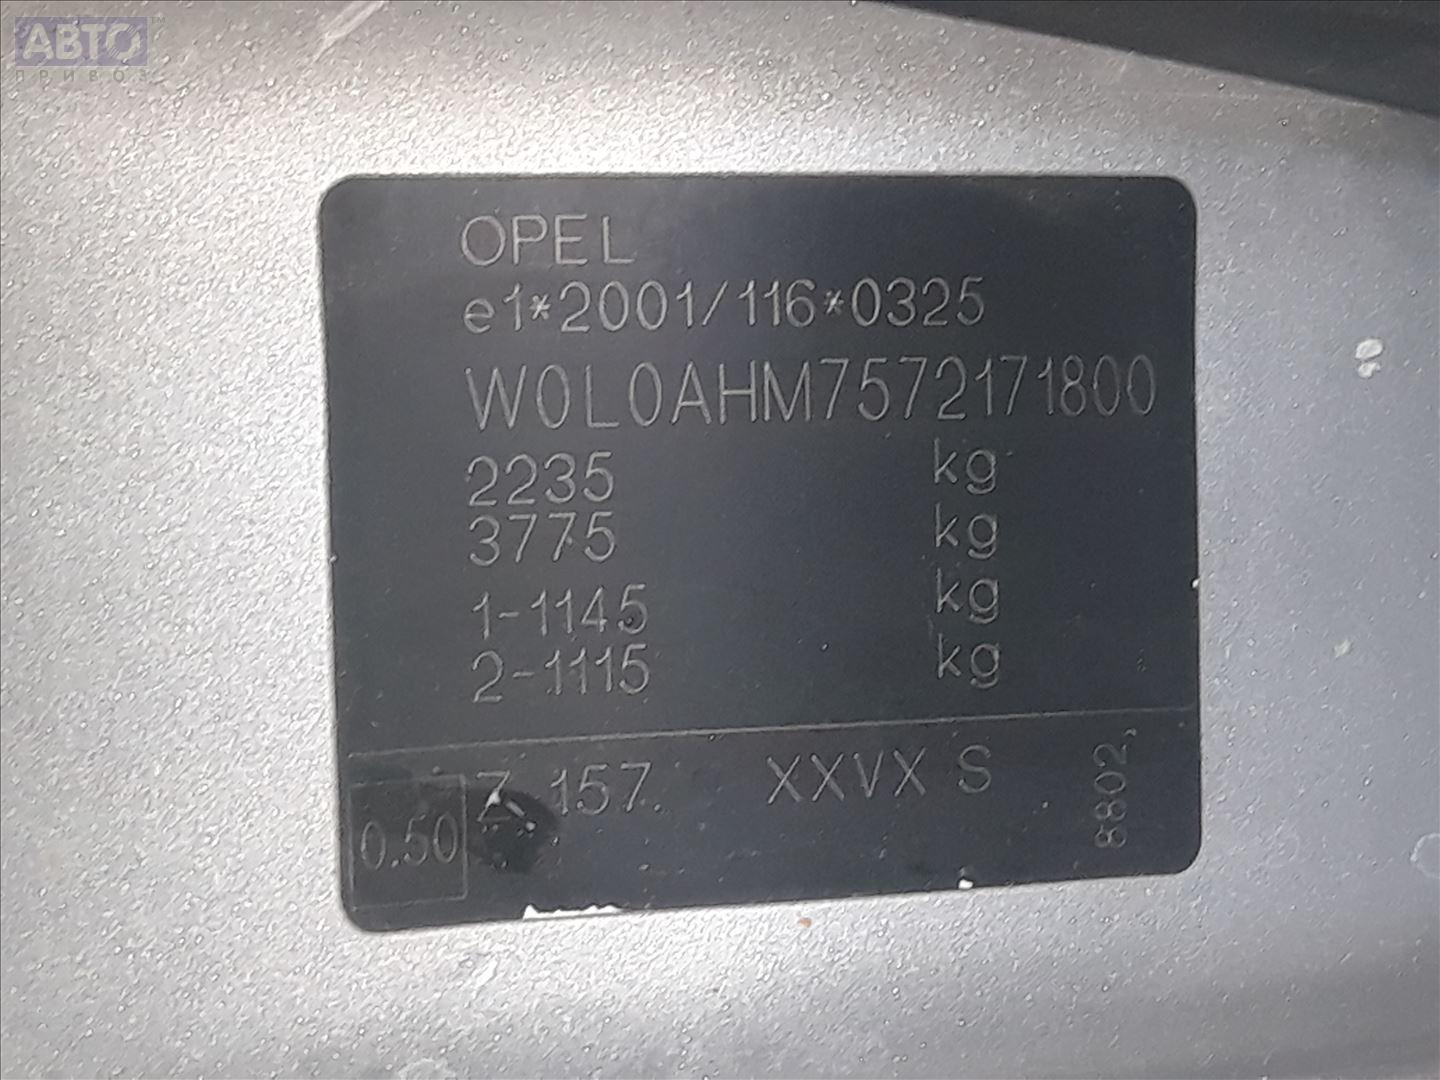 АВТО™
ПРИВОЗ
OPEL
e1*2001/116*0325
W0L0AHM7572171800
2235 kg
3775 kg
1-1145 kg
2-1115 kg
0.50
Z 157. XXVX S
8802,